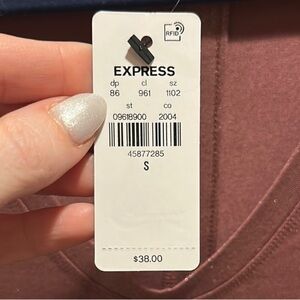 RFID
EXPRESS
dp cl sz
86 961 1102
st co
09618900 2004
45877285
S
$38.00